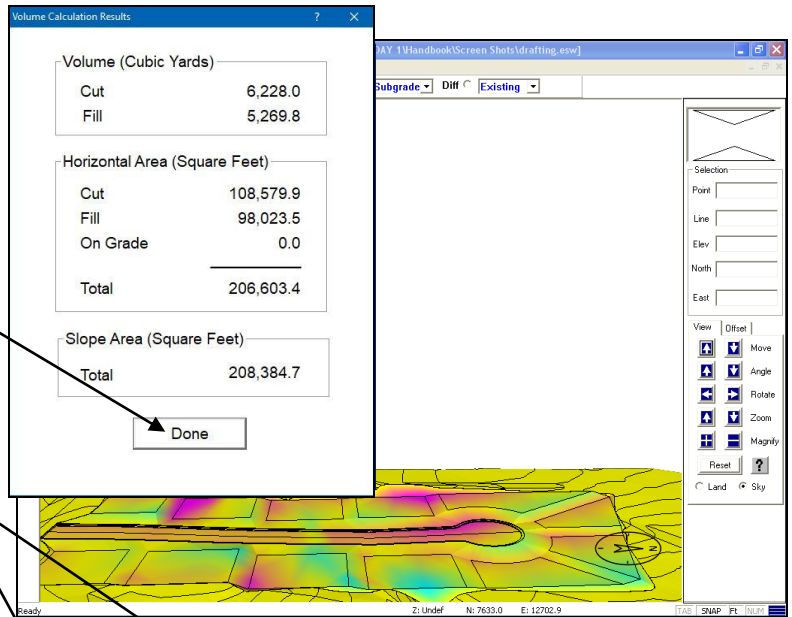 Volume Calculation Results ? ×
Volume (Cubic Yards)
Cut 6,228.0
Fill 5,269.8
Horizontal Area (Square Feet)
Cut 108,579.9
Fill 98,023.5
On Grade 0.0
Total 206,603.4
Slope Area (Square Feet)
Total 208,384.7
Done
DAY 1\Handbook\Screen Shots\drafting.esw]
Subgrade Diff Existing
Selection
Point
Line
Elev
North
East
View Offset
Move
Angle
Rotate
Zoom
Magnify
Reset ?
Land Sky
N
Ready Z: Undef N: 7633.0 E: 12702.9 TAB SNAP Ft NUM